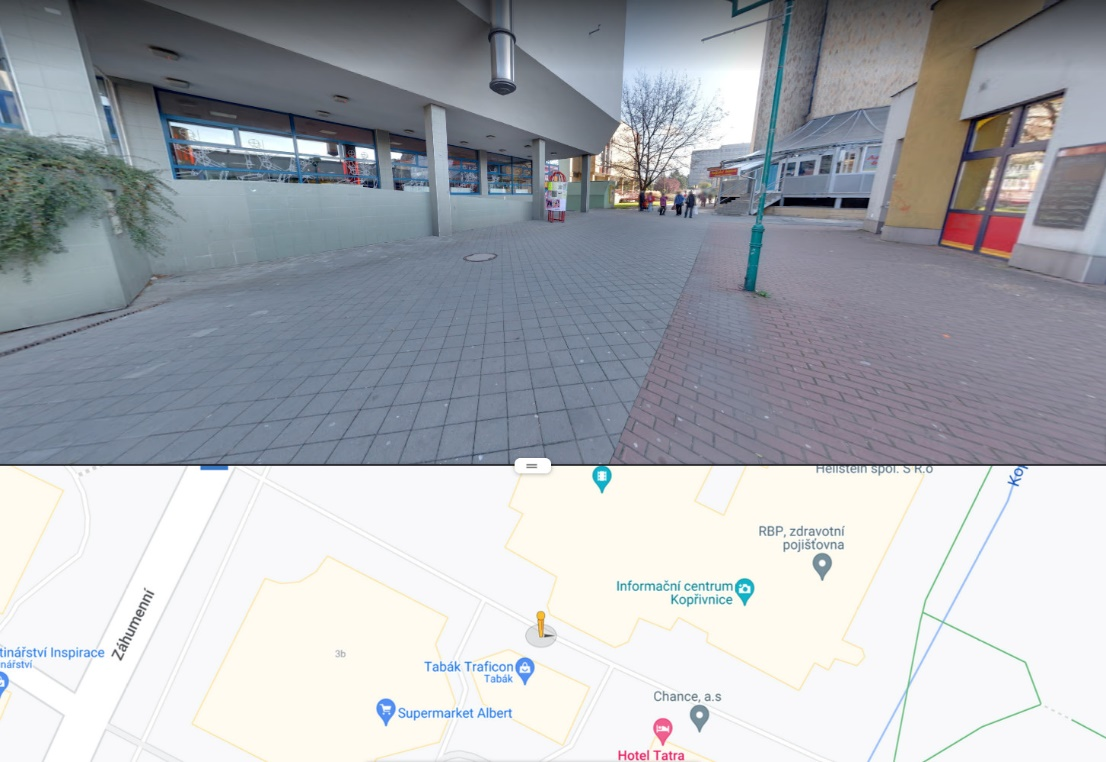 Hellstein spol. S R.o
Kop
RBP, zdravotní
pojišťovna
Informační centrum
Kopřivnice
Záhumenní
tinářství Inspirace
nářství
3b
Tabák Traficon
Tabák
Supermarket Albert
Chance, a.s
Hotel Tatra